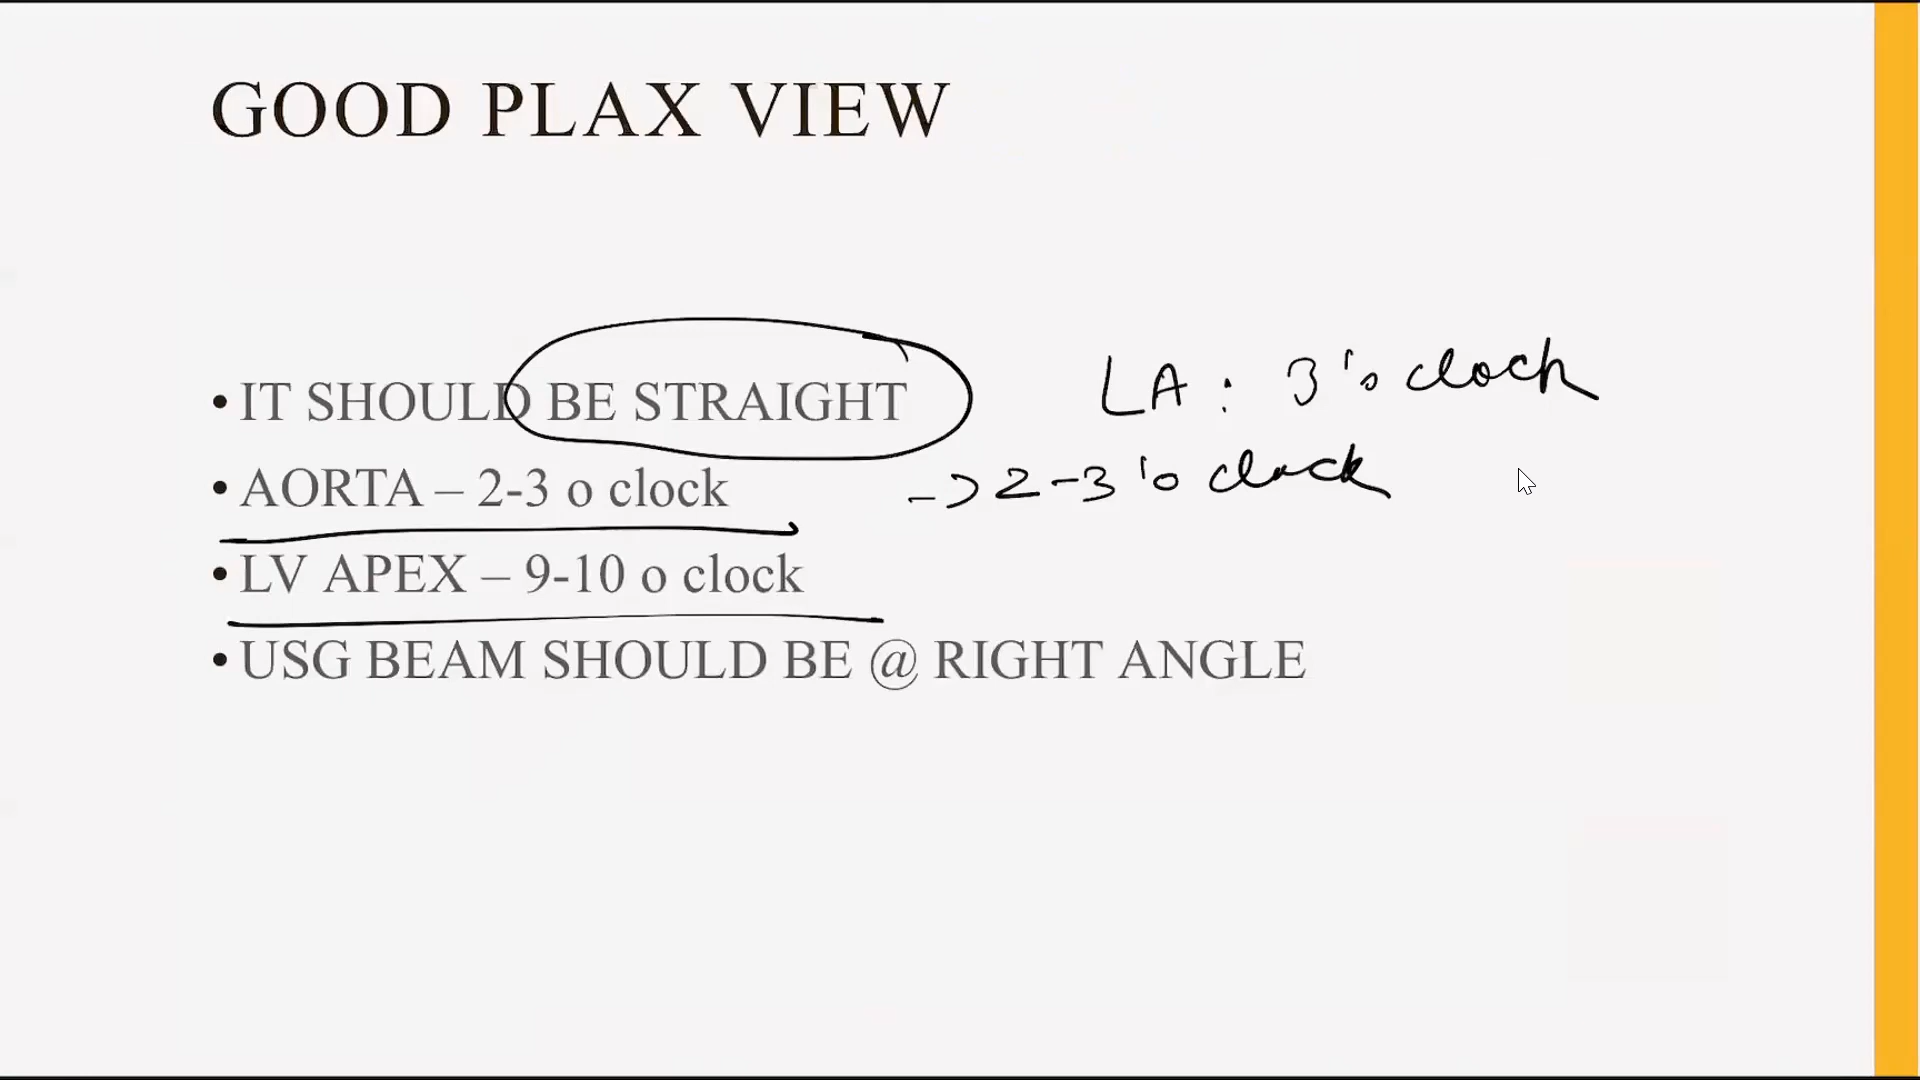 GOOD PLAX VIEW
• IT SHOULD BE STRAIGHT
LA : 3 'o clock
• AORTA – 2-3 o clock
-> 2-3 'o clock
• LV APEX – 9-10 o clock
• USG BEAM SHOULD BE @ RIGHT ANGLE